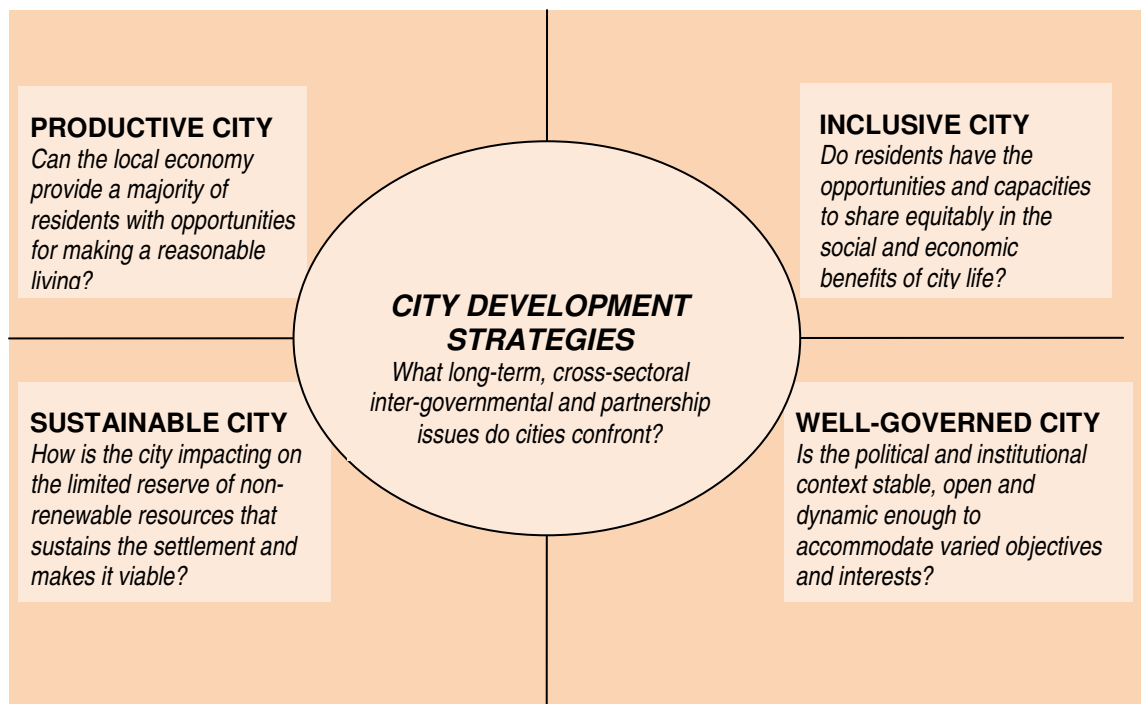 PRODUCTIVE CITY
Can the local economy
provide a majority of
residents with opportunities
for making a reasonable
living?
INCLUSIVE CITY
Do residents have the
opportunities and capacities
to share equitably in the
social and economic
benefits of city life?
CITY DEVELOPMENT
STRATEGIES
What long-term, cross-sectoral
inter-governmental and partnership
issues do cities confront?
SUSTAINABLE CITY
How is the city impacting on
the limited reserve of non-
renewable resources that
sustains the settlement and
makes it viable?
WELL-GOVERNED CITY
Is the political and institutional
context stable, open and
dynamic enough to
accommodate varied objectives
and interests?